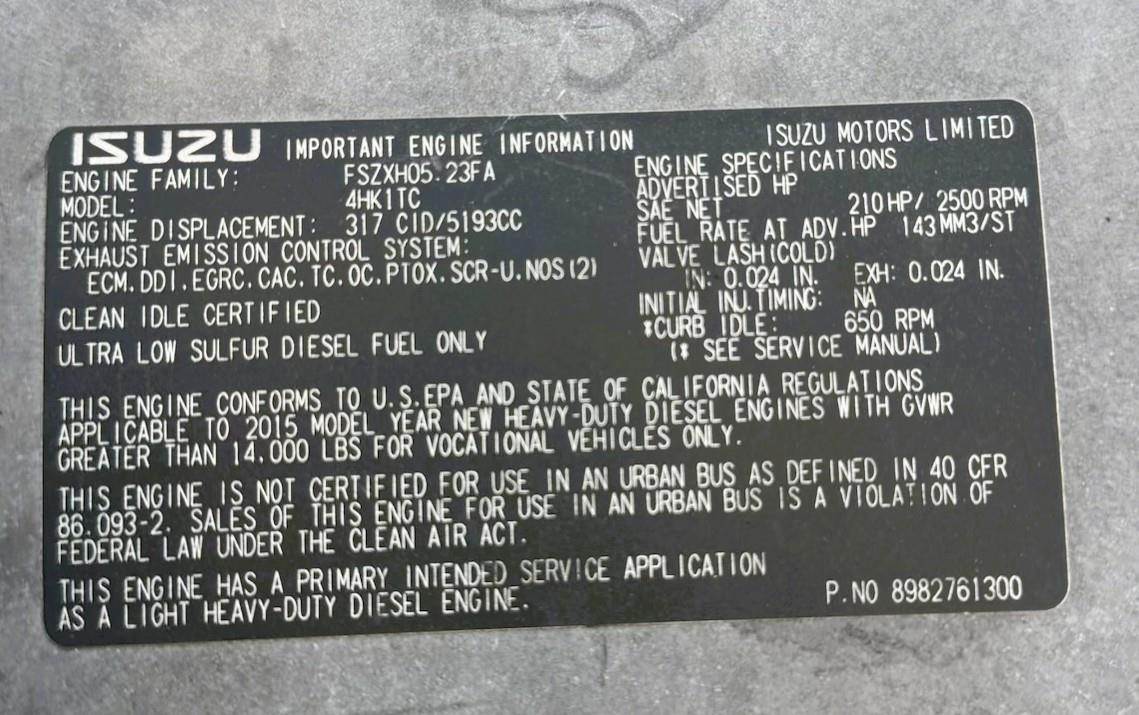 ISUZU IMPORTANT ENGINE INFORMATION ISUZU MOTORS LIMITED
ENGINE FAMILY: FSZXH05.23FA
MODEL: 4HK1TC
ENGINE DISPLACEMENT: 317 CID/5193CC
EXHAUST EMISSION CONTROL SYSTEM:
ECM.DDI.EGRC.CAC.TC.OC.PTOX.SCR-U.NOS(2)
CLEAN IDLE CERTIFIED
ULTRA LOW SULFUR DIESEL FUEL ONLY
ENGINE SPECIFICATIONS
ADVERTISED HP
SAE NET 210HP/ 2500RPM
FUEL RATE AT ADV.HP 143MM3/ST
VALVE LASH(COLD)
IN: 0.024 IN. EXH: 0.024 IN.
INITIAL INJ.TIMING: NA
*CURB IDLE: 650 RPM
(* SEE SERVICE MANUAL)
THIS ENGINE CONFORMS TO U.S.EPA AND STATE OF CALIFORNIA REGULATIONS
APPLICABLE TO 2015 MODEL YEAR NEW HEAVY-DUTY DIESEL ENGINES WITH GVWR
GREATER THAN 14.000 LBS FOR VOCATIONAL VEHICLES ONLY.
THIS ENGINE IS NOT CERTIFIED FOR USE IN AN URBAN BUS AS DEFINED IN 40 CFR
86.093-2. SALES OF THIS ENGINE FOR USE IN AN URBAN BUS IS A VIOLATION OF
FEDERAL LAW UNDER THE CLEAN AIR ACT.
THIS ENGINE HAS A PRIMARY INTENDED SERVICE APPLICATION
AS A LIGHT HEAVY-DUTY DIESEL ENGINE.
P.NO 8982761300